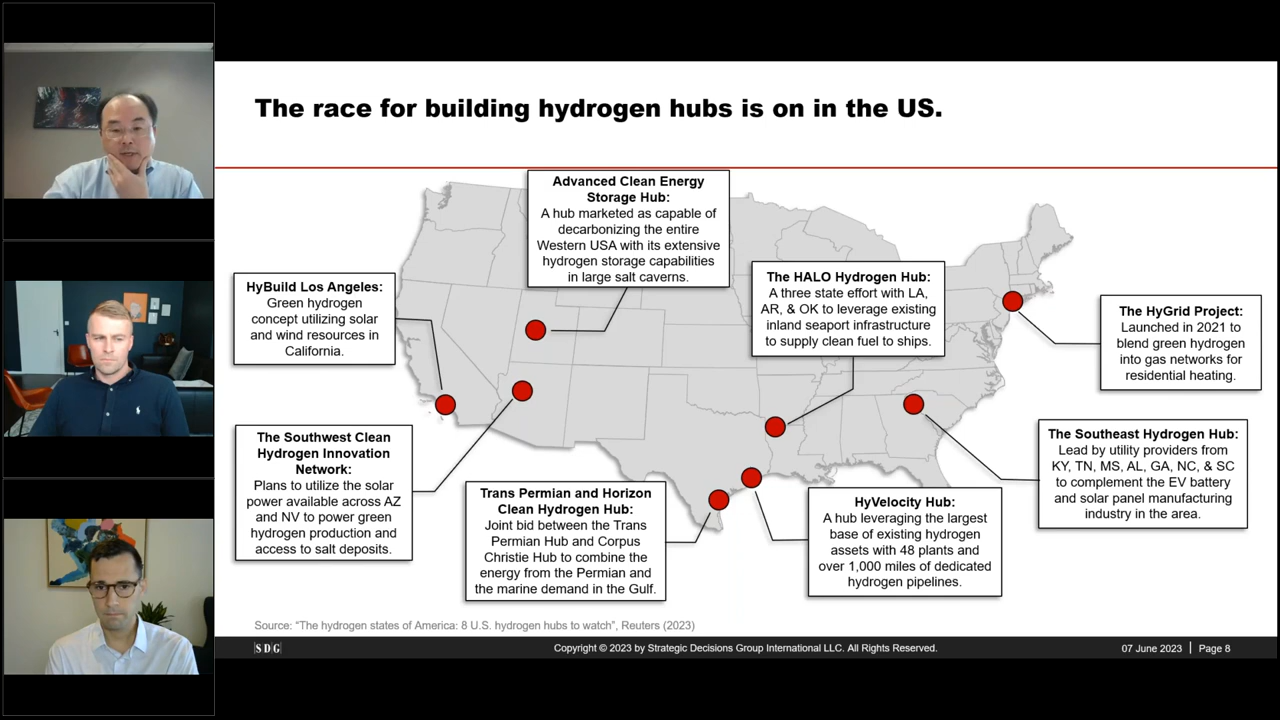 The race for building hydrogen hubs is on in the US.
Advanced Clean Energy
Storage Hub:
A hub marketed as capable of
decarbonizing the entire
Western USA with its extensive
hydrogen storage capabilities
in large salt caverns.
HyBuild Los Angeles:
Green hydrogen
concept utilizing solar
and wind resources in
California.
The HALO Hydrogen Hub:
A three state effort with LA,
AR, & OK to leverage existing
inland seaport infrastructure
to supply clean fuel to ships.
The HyGrid Project:
Launched in 2021 to
blend green hydrogen
into gas networks for
residential heating.
The Southwest Clean
Hydrogen Innovation
Network:
Plans to utilize the solar
power available across AZ
and NV to power green
hydrogen production and
access to salt deposits.
Trans Permian and Horizon
Clean Hydrogen Hub:
Joint bid between the Trans
Permian Hub and Corpus
Christie Hub to combine the
energy from the Permian and
the marine demand in the Gulf.
HyVelocity Hub:
A hub leveraging the largest
base of existing hydrogen
assets with 48 plants and
over 1,000 miles of dedicated
hydrogen pipelines.
The Southeast Hydrogen Hub:
Lead by utility providers from
KY, TN, MS, AL, GA, NC, & SC
to complement the EV battery
and solar panel manufacturing
industry in the area.
Source: “The hydrogen states of America: 8 U.S. hydrogen hubs to watch”, Reuters (2023)
SDG
Copyright © 2023 by Strategic Decisions Group International LLC. All Rights Reserved.
07 June 2023 | Page 8